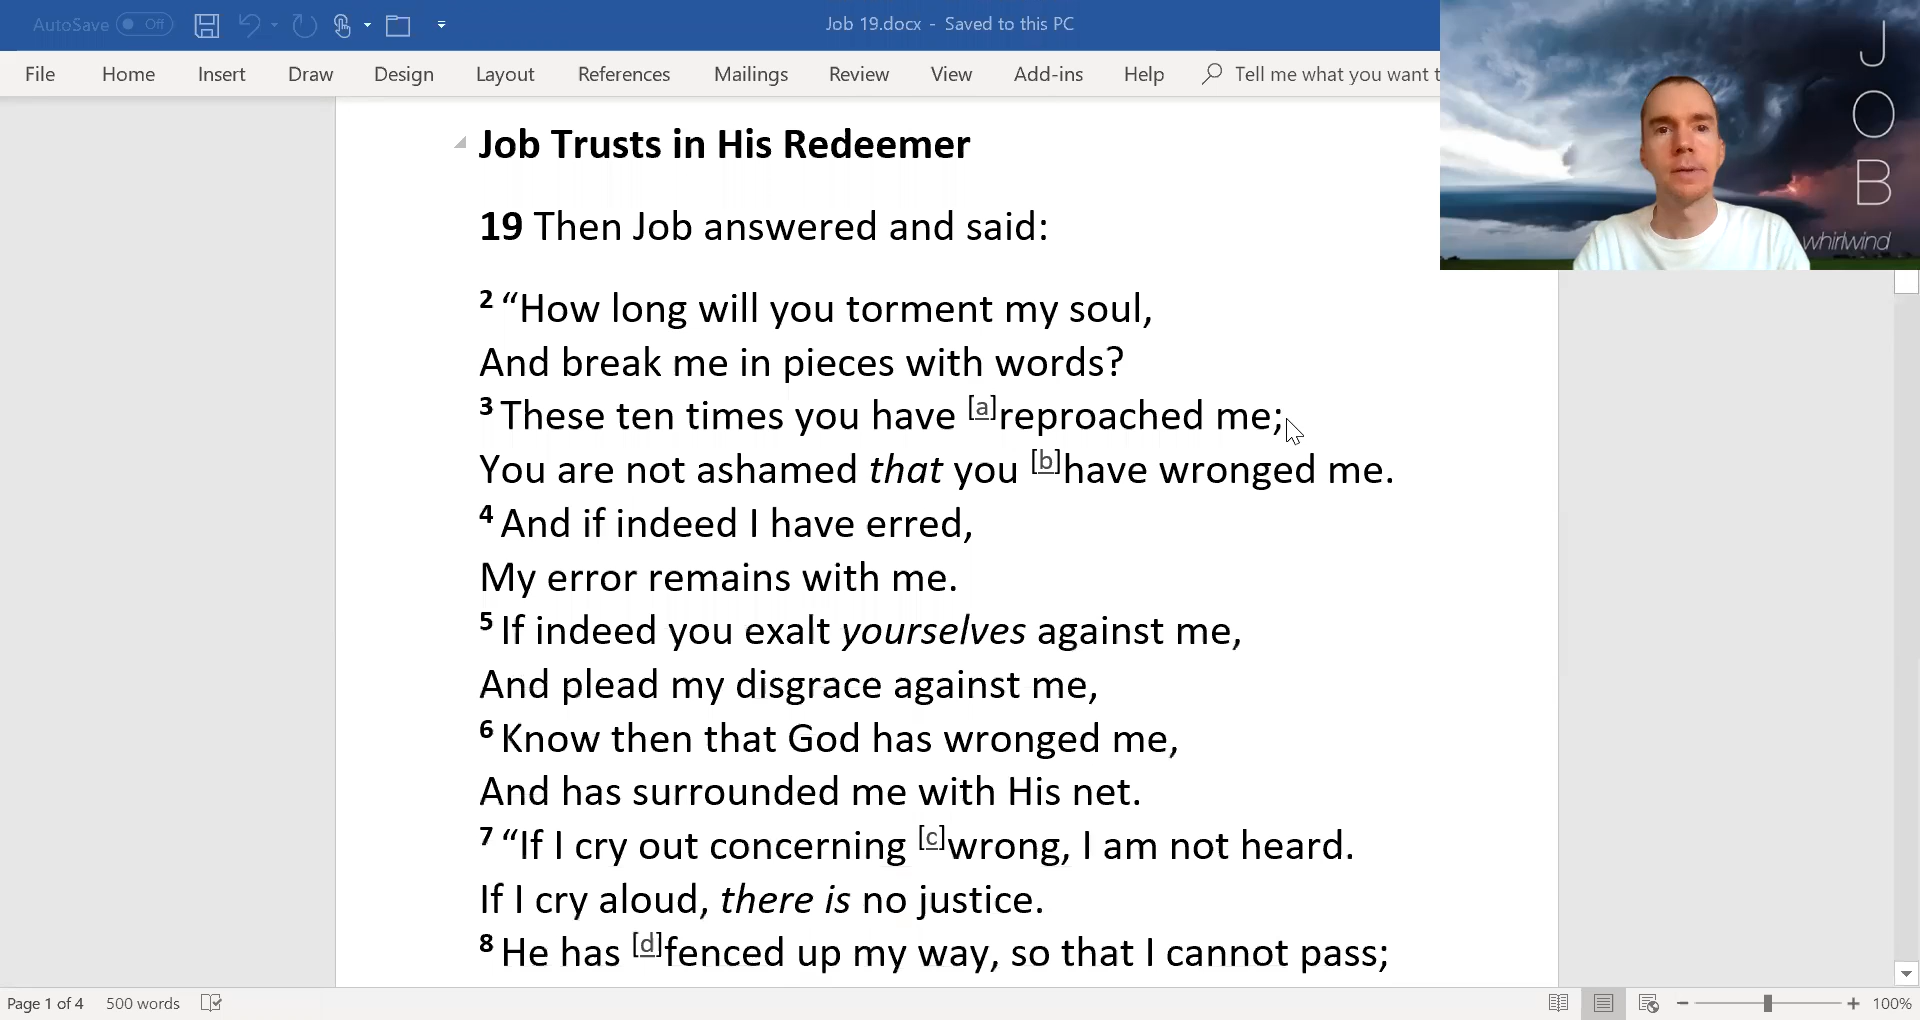 AutoSave Off
Job 19.docx - Saved to this PC
File Home Insert Draw Design Layout References Mailings Review View Add-ins Help Tell me what you want t
JOB
whirlwind
Job Trusts in His Redeemer
19 Then Job answered and said:
2 “How long will you torment my soul,
And break me in pieces with words?
3 These ten times you have [a]reproached me;
You are not ashamed that you [b]have wronged me.
4 And if indeed I have erred,
My error remains with me.
5 If indeed you exalt yourselves against me,
And plead my disgrace against me,
6 Know then that God has wronged me,
And has surrounded me with His net.
7 “If I cry out concerning [c]wrong, I am not heard.
If I cry aloud, there is no justice.
8 He has [d]fenced up my way, so that I cannot pass;
Page 1 of 4 500 words 100%